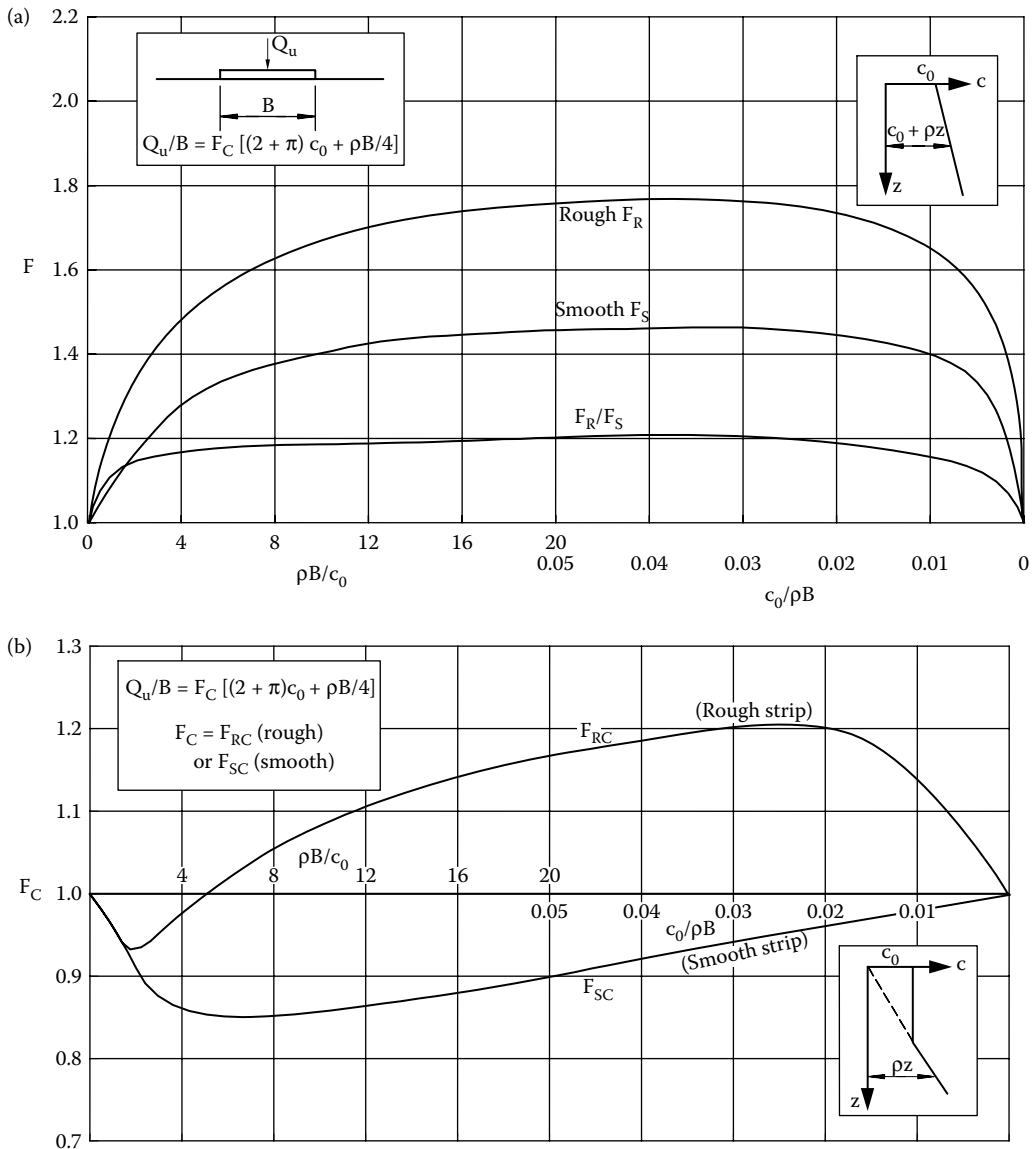 (a)
2.2
2.0
1.8
1.6
1.4
1.2
1.0
F
Q_u
B
Q_u/B = F_C [(2 + π) c_0 + ρB/4]
c_0
c
c_0 + ρz
z
Rough F_R
Smooth F_S
F_R/F_S
0
4
8
12
16
20
0.05
0.04
0.03
0.02
0.01
0
ρB/c_0
c_0/ρB
(b)
1.3
1.2
1.1
1.0
0.9
0.8
0.7
F_C
Q_u/B = F_C [(2 + π)c_0 + ρB/4]
F_C = F_RC (rough)
or F_SC (smooth)
(Rough strip)
F_RC
ρB/c_0
4
8
12
16
20
0.05
0.04
0.03
0.02
0.01
c_0/ρB
(Smooth strip)
F_SC
c_0
c
ρz
z